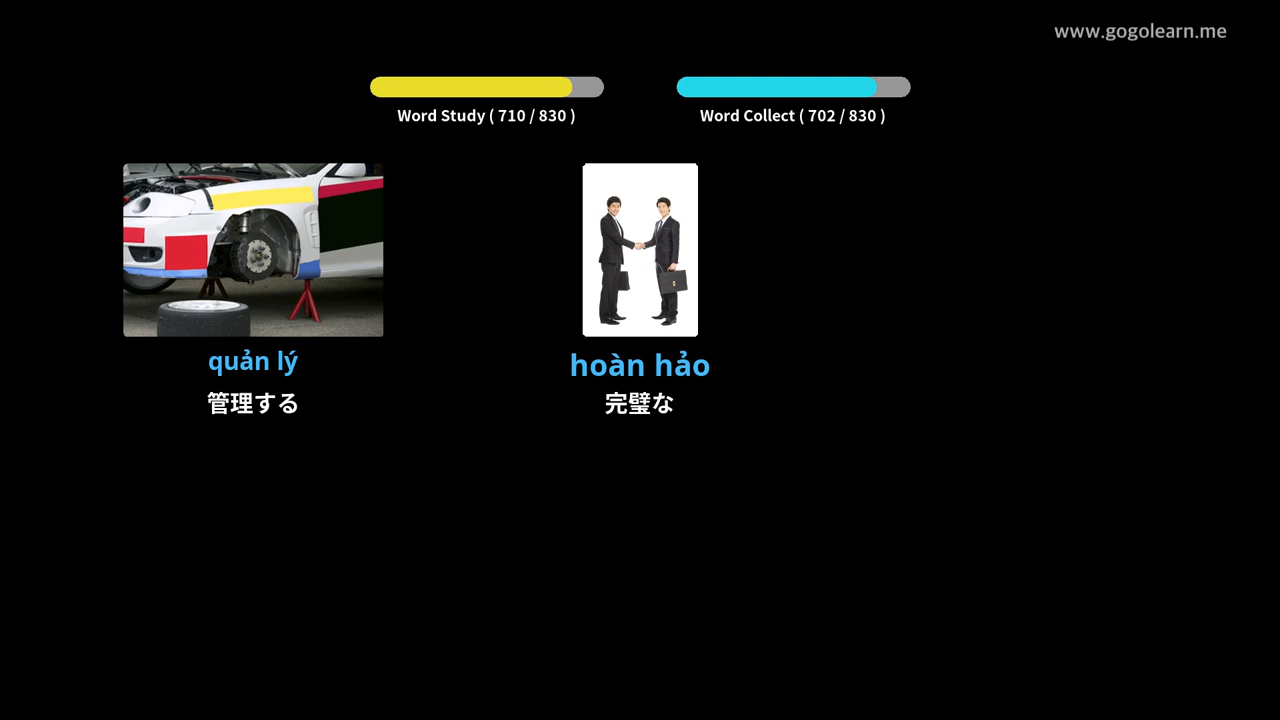 www.gogolearn.me
Word Study ( 710 / 830 )
Word Collect ( 702 / 830 )
quản lý
管理する
hoàn hảo
完璧な